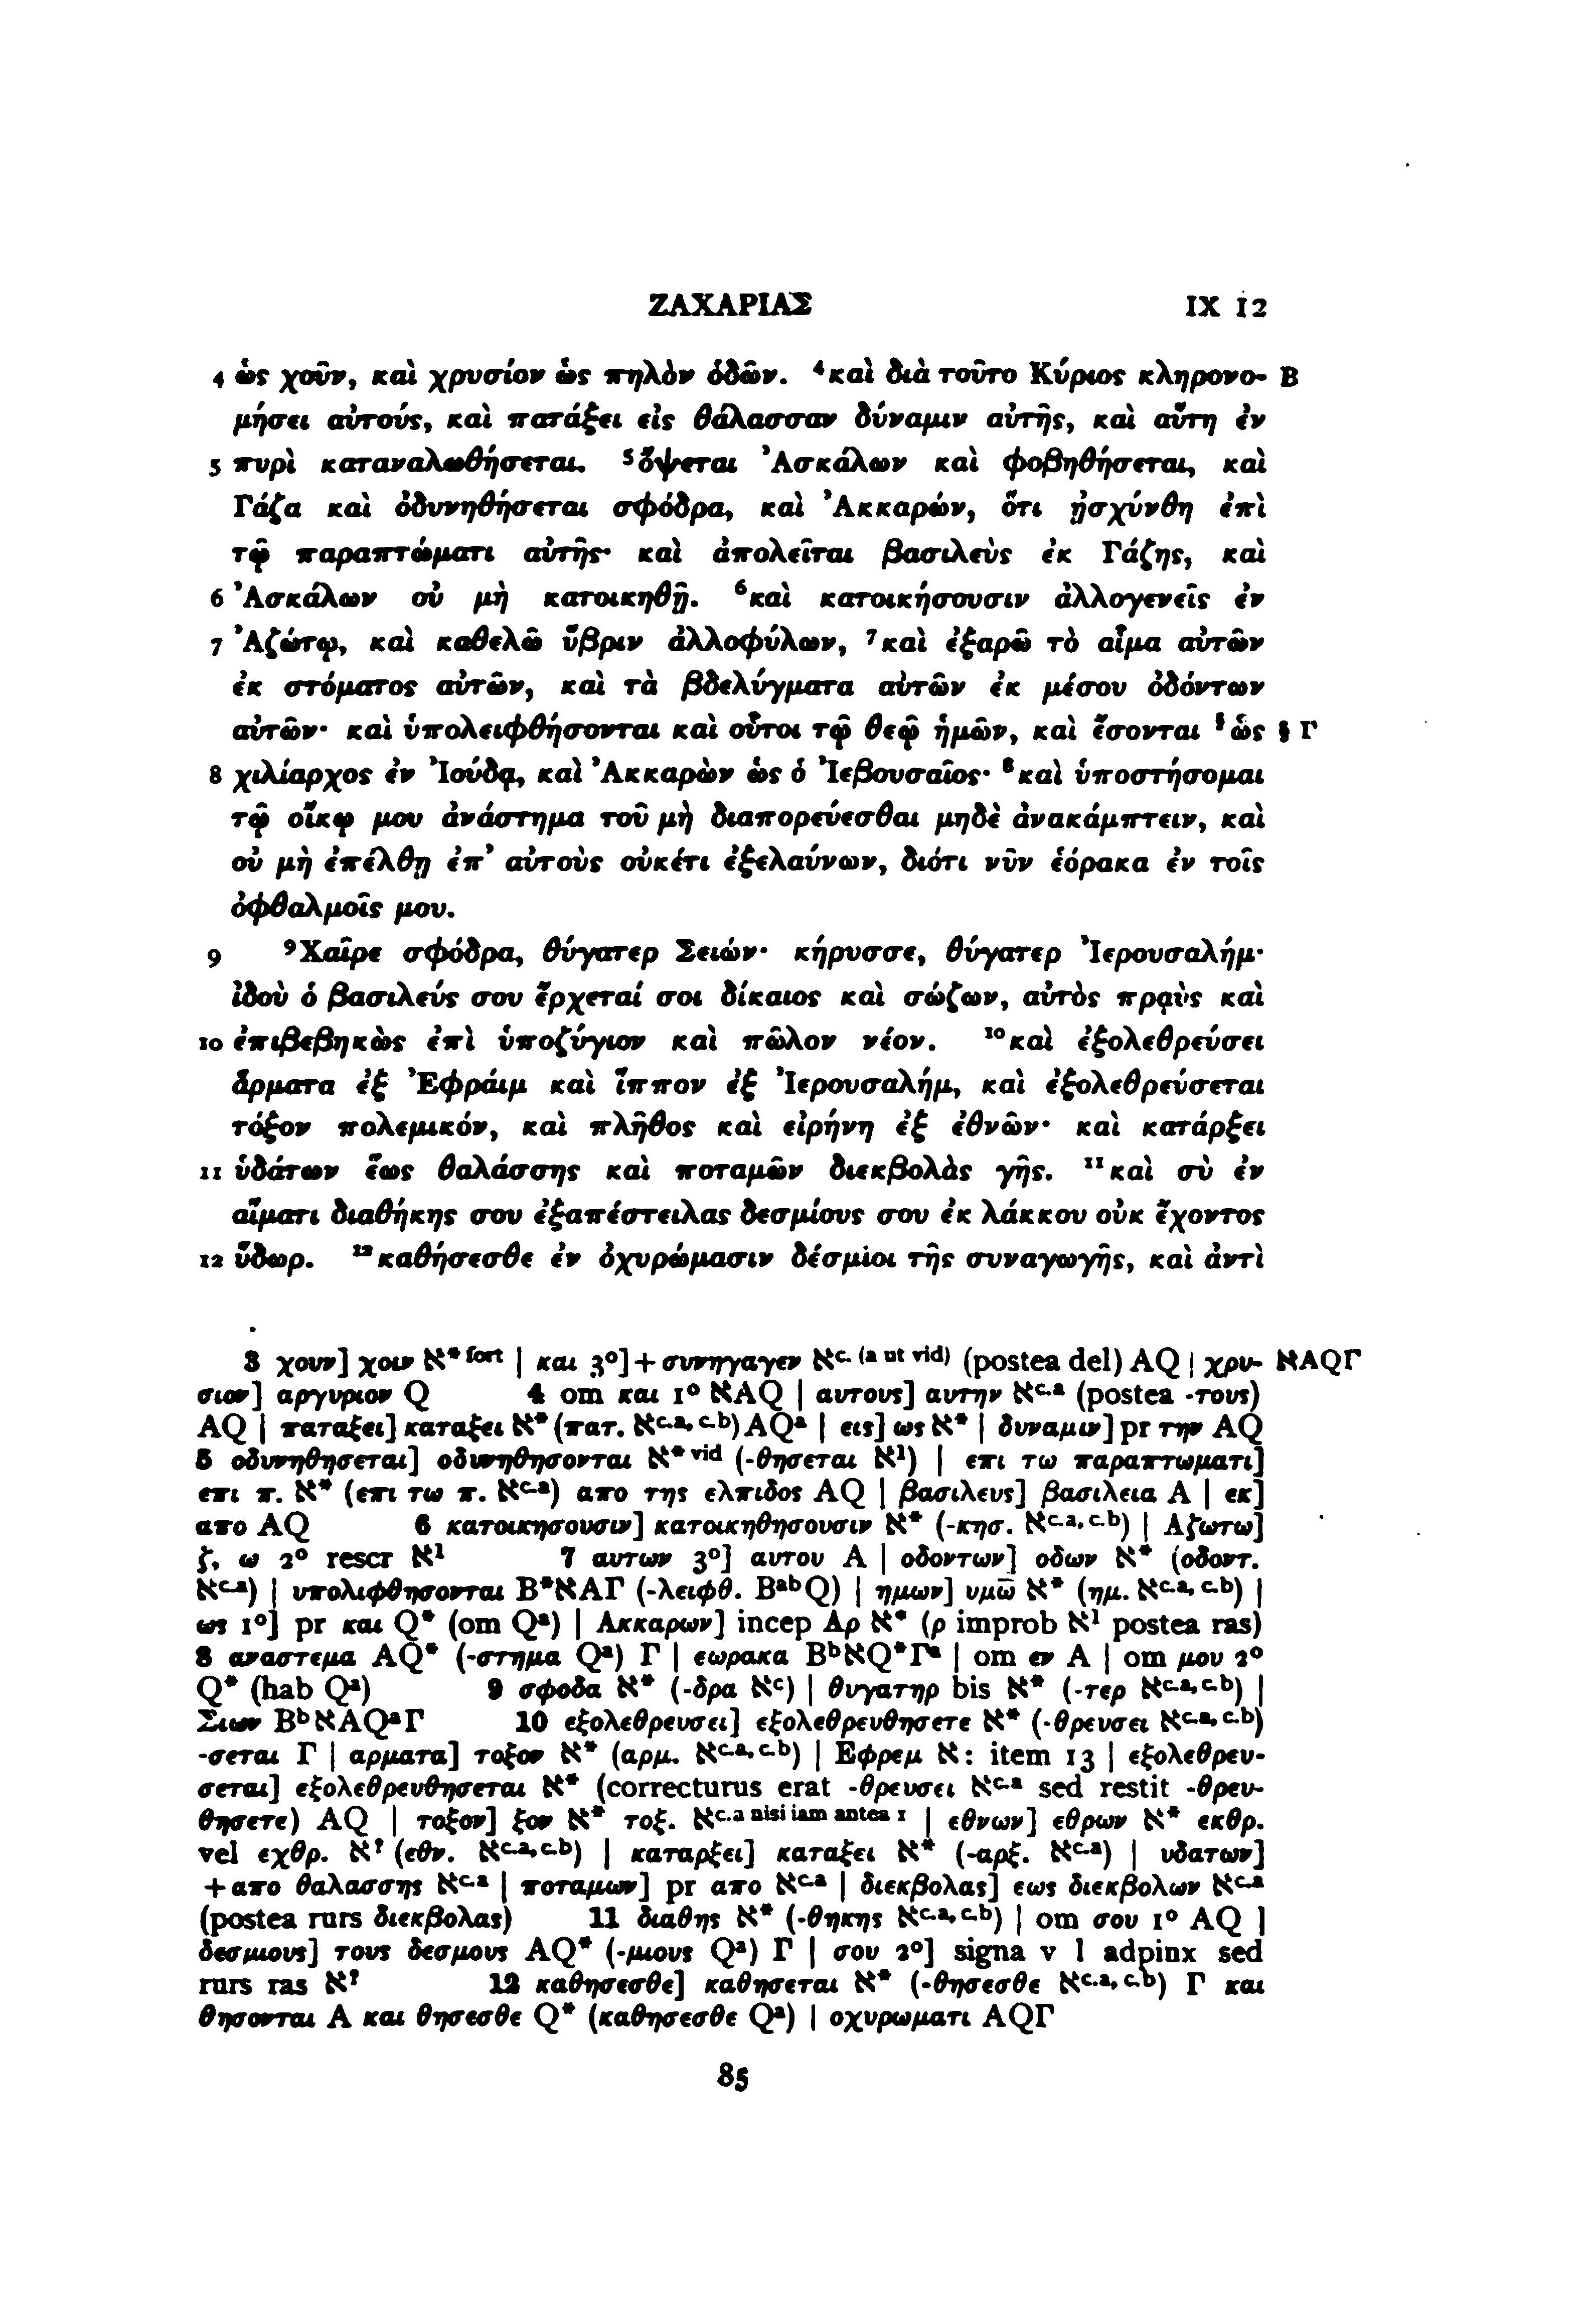 ΖΑΧΑΡΙΑΣ IX 12
4 ὡς χοῦν, καὶ χρυσίον ὡς πηλὸν ὁδῶν. ⁴καὶ διὰ τοῦτο Κύριος κληρονο- B
μήσει αὐτούς, καὶ πατάξει εἰς θάλασσαν δύναμιν αὐτῆς, καὶ αὕτη ἐν
5 πυρὶ καταναλωθήσεται. ⁵ὄψεται Ἀσκάλων καὶ φοβηθήσεται, καὶ
Γάζα καὶ ὀδυνηθήσεται σφόδρα, καὶ Ἀκκαρών, ὅτι ᾐσχύνθη ἐπὶ
τῷ παραπτώματι αὐτῆς· καὶ ἀπολεῖται βασιλεὺς ἐκ Γάζης, καὶ
6 Ἀσκάλων οὐ μὴ κατοικηθῇ. ⁶καὶ κατοικήσουσιν ἀλλογενεῖς ἐν
7 Ἀζώτῳ, καὶ καθελῶ ὕβριν ἀλλοφύλων, ⁷καὶ ἐξαρῶ τὸ αἷμα αὐτῶν
ἐκ στόματος αὐτῶν, καὶ τὰ βδελύγματα αὐτῶν ἐκ μέσου ὀδόντων
αὐτῶν· καὶ ὑπολειφθήσονται καὶ οὗτοι τῷ θεῷ ἡμῶν, καὶ ἔσονται §ὡς § Γ
8 χιλίαρχος ἐν Ἰούδᾳ, καὶ Ἀκκαρὼν ὡς ὁ Ἰεβουσαῖος· ⁸καὶ ὑποστήσομαι
τῷ οἴκῳ μου ἀνάστημα τοῦ μὴ διαπορεύεσθαι μηδὲ ἀνακάμπτειν, καὶ
οὐ μὴ ἐπέλθῃ ἐπ’ αὐτοὺς οὐκέτι ἐξελαύνων, διότι νῦν ἑόρακα ἐν τοῖς
ὀφθαλμοῖς μου.
9 ⁹Χαῖρε σφόδρα, θύγατερ Σειών· κήρυσσε, θύγατερ Ἰερουσαλήμ·
ἰδοὺ ὁ βασιλεύς σου ἔρχεταί σοι δίκαιος καὶ σώζων, αὐτὸς πραῢς καὶ
10 ἐπιβεβηκὼς ἐπὶ ὑποζύγιον καὶ πῶλον νέον. ¹⁰καὶ ἐξολεθρεύσει
ἅρματα ἐξ Ἐφράιμ καὶ ἵππον ἐξ Ἰερουσαλήμ, καὶ ἐξολεθρεύσεται
τόξον πολεμικόν, καὶ πλῆθος καὶ εἰρήνη ἐξ ἐθνῶν· καὶ κατάρξει
11 ὑδάτων ἕως θαλάσσης καὶ ποταμῶν διεκβολὰς γῆς. ¹¹καὶ σὺ ἐν
αἵματι διαθήκης σου ἐξαπέστειλας δεσμίους σου ἐκ λάκκου οὐκ ἔχοντος
12 ὕδωρ. ¹²καθήσεσθε ἐν ὀχυρώμασιν δέσμιοι τῆς συναγωγῆς, καὶ ἀντὶ
3 χουν] χοιν ℵ* fort | και 3°] + συνηγαγεν ℵc. (a ut vid) (postea del) AQ | χρυ- ℵAQΓ
σιον] αργυριον Q 4 om και 1° ℵAQ | αυτους] αυτην ℵc.a (postea -τους)
AQ | παταξει] καταξει ℵ* (πατ. ℵc.a, c.b) AQa | εις] ως ℵ* | δυναμιν] pr την AQ
5 οδυνηθησεται] οδυνηθησονται ℵ* vid (-θησεται ℵ1) | επι τω παραπτωματι]
επι π. ℵ* (επι τω π. ℵc.a) απο της ελπιδος AQ | βασιλευς] βασιλεια A | εκ]
απο AQ 6 κατοικησουσιν] κατοικηθησουσιν ℵ* (-κησ. ℵc.a, c.b) | Αζωτω]
ζ, ω 2° rescr ℵ1 7 αυτων 3°] αυτου A | οδοντων] οδων ℵ* (οδοντ.
ℵc.a) | υπολιφθησονται B*ℵAΓ (-λειφθ. BabQ) | ημων] υμω̄ ℵ* (ημ. ℵc.a, c.b) |
ως 1°] pr και Q* (om Qa) | Ακκαρων] incep Αρ ℵ* (ρ improb ℵ1 postea ras)
8 αναστεμα AQ* (-στημα Qa) Γ | εωρακα BbℵQ*Γa | om εν A | om μου 2°
Q* (hab Qa) 9 σφοδα ℵ* (-δρα ℵc) | θυγατηρ bis ℵ* (-τερ ℵc.a, c.b) |
Σιων BbℵAQaΓ 10 εξολεθρευσει] εξολεθρευθησετε ℵ* (-θρευσει ℵc.a, c.b)
-σεται Γ | αρματα] τοξον ℵ* (αρμ. ℵc.a, c.b) | Εφρεμ ℵ: item 13 | εξολεθρευ-
σεται] εξολεθρευθησεται ℵ* (correcturus erat -θρευσει ℵc.a sed restit -θρευ-
θησετε) AQ | τοξον] ξον ℵ* τοξ. ℵc.a nisi iam antea 1 | εθνων] εθρων ℵ* εκθρ.
vel εχθρ. ℵ? (εθν. ℵc.a, c.b) | καταρξει] καταξει ℵ* (-αρξ. ℵc.a) | υδατων]
+ απο θαλασσης ℵc.a | ποταμων] pr απο ℵc.a | διεκβολας] εως διεκβολων ℵc.a
(postea rurs διεκβολας) 11 διαθης ℵ* (-θηκης ℵc.a, c.b) | om σου 1° AQ |
δεσμιους] τους δεσμους AQ* (-μιους Qa) Γ | σου 2°] signa v l adpinx sed
rurs ras ℵ? 12 καθησεσθε] καθησεται ℵ* (-θησεσθε ℵc.a, c.b) Γ και
θησονται A και θησεσθε Q* (καθησεσθε Qa) | οχυρωματι AQΓ
85